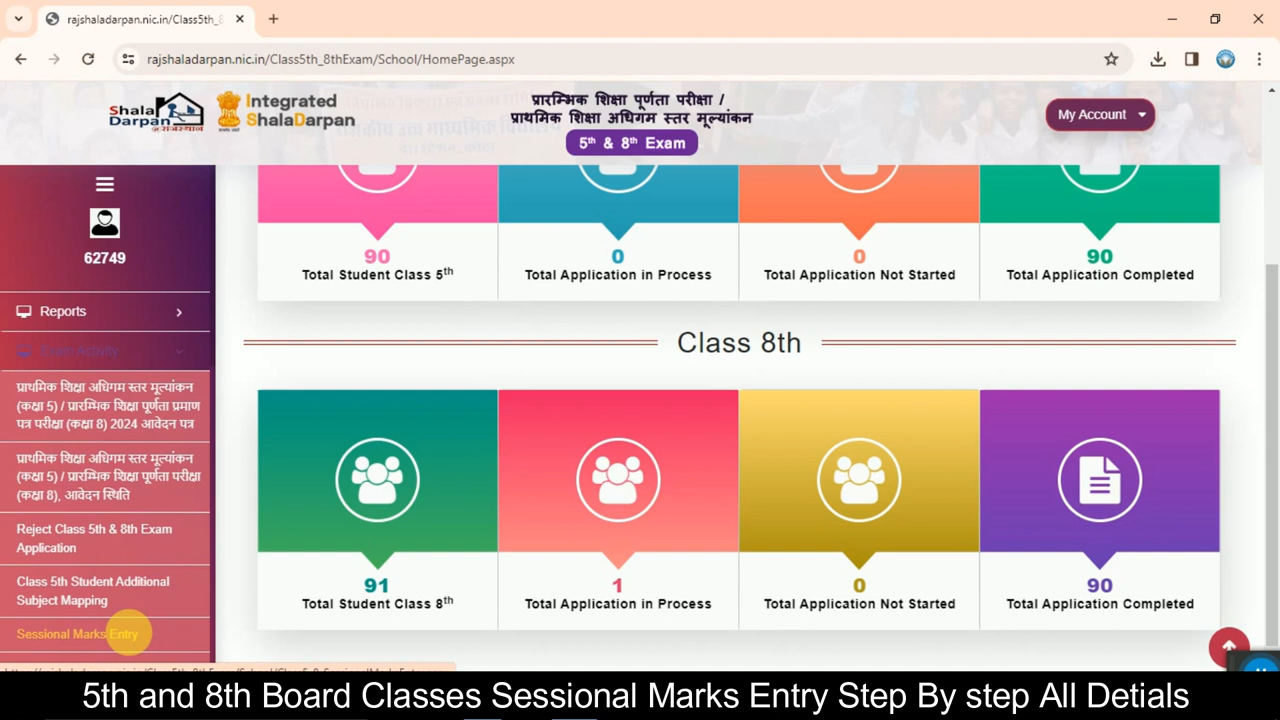 rajshaladarpan.nic.in/Class5th_8
rajshaladarpan.nic.in/Class5th_8thExam/School/HomePage.aspx
Shala Darpan
Integrated ShalaDarpan
प्रारम्भिक शिक्षा पूर्णता परीक्षा /
प्राथमिक शिक्षा अधिगम स्तर मूल्यांकन
5th & 8th Exam
My Account
62749
Reports
Exam Activity
प्राथमिक शिक्षा अधिगम स्तर मूल्यांकन
(कक्षा 5) / प्रारम्भिक शिक्षा पूर्णता प्रमाण
पत्र परीक्षा (कक्षा 8) 2024 आवेदन पत्र
प्राथमिक शिक्षा अधिगम स्तर मूल्यांकन
(कक्षा 5) / प्रारम्भिक शिक्षा पूर्णता परीक्षा
(कक्षा 8), आवेदन स्थिति
Reject Class 5th & 8th Exam
Application
Class 5th Student Additional
Subject Mapping
Sessional Marks Entry
90
Total Student Class 5th
0
Total Application in Process
0
Total Application Not Started
90
Total Application Completed
Class 8th
91
Total Student Class 8th
1
Total Application in Process
0
Total Application Not Started
90
Total Application Completed
5th and 8th Board Classes Sessional Marks Entry Step By step All Detials